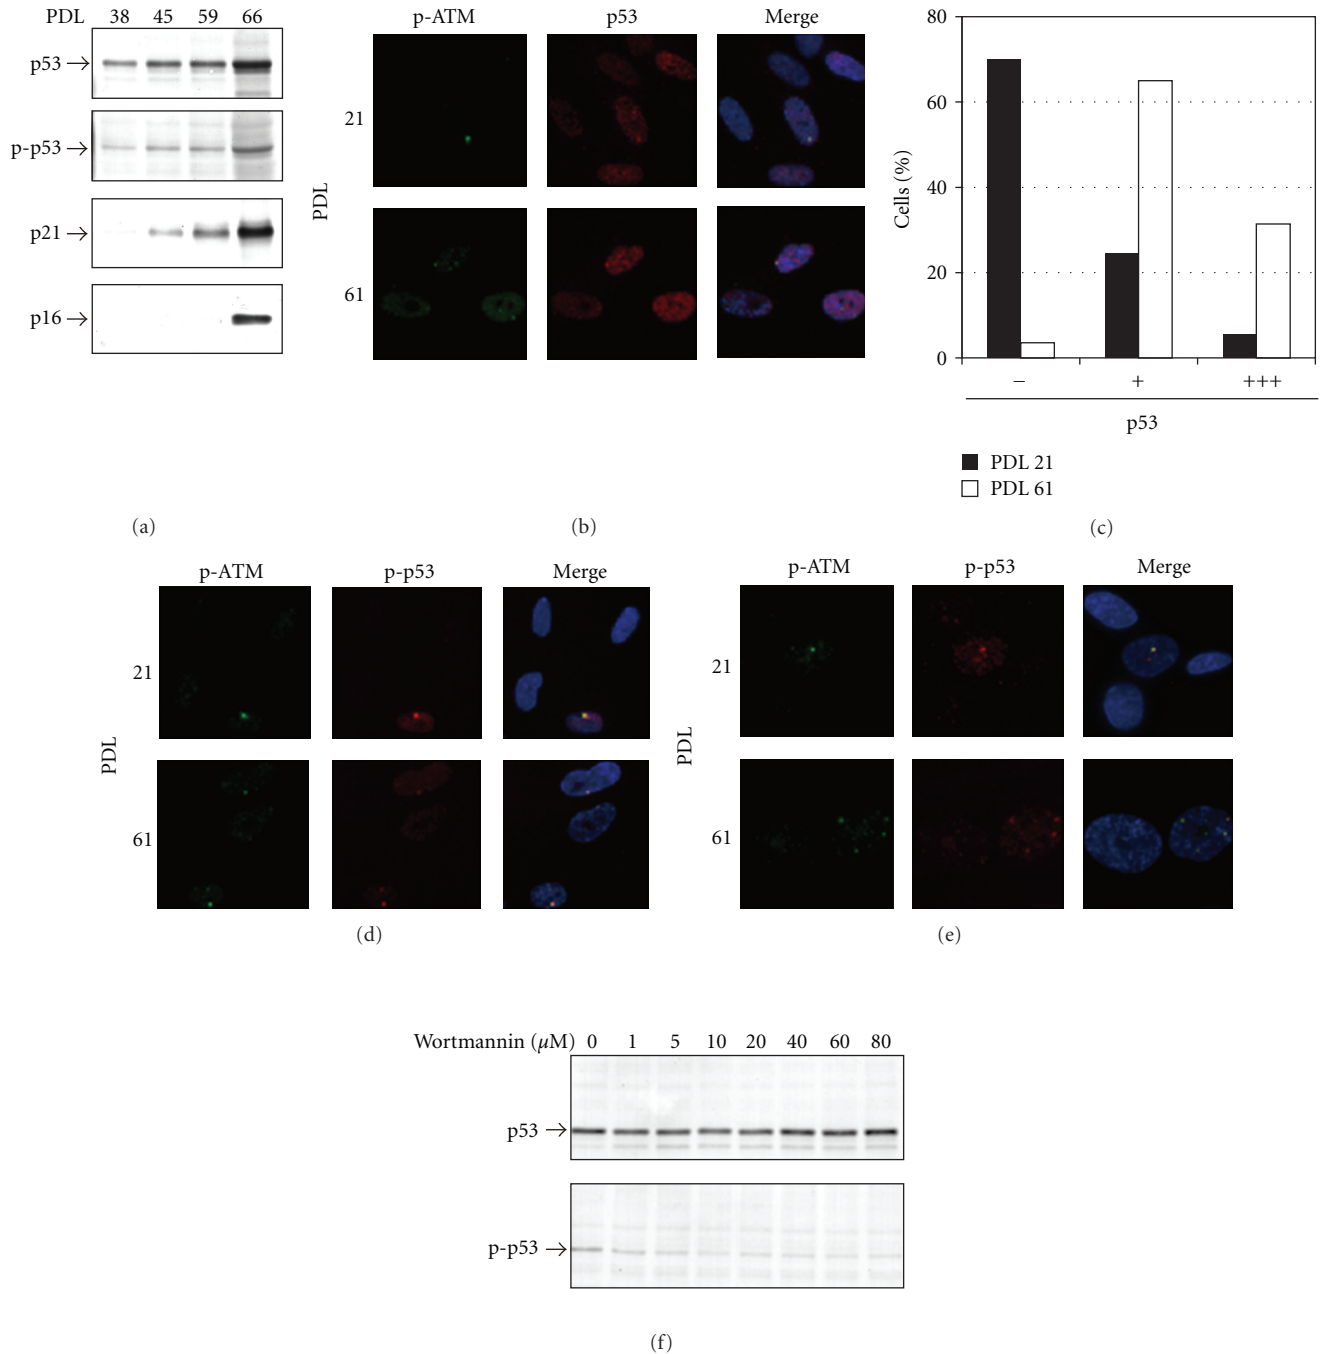 PDL 38 45 59 66
p53
p-p53
p21
p16
(a)
p-ATM p53 Merge
PDL
21
61
(b)
80
60
40
20
0
Cells (%)
− + +++
p53
PDL 21
PDL 61
(c)
p-ATM p-p53 Merge
PDL
21
61
(d)
p-ATM p-p53 Merge
PDL
21
61
(e)
Wortmannin (μM) 0 1 5 10 20 40 60 80
p53
p-p53
(f)